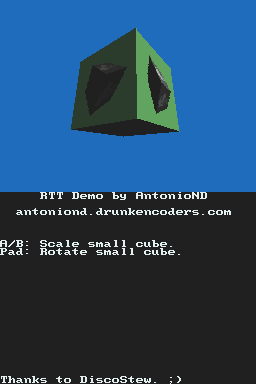 RTT Demo by AntonioND
antoniond.drunkencoders.com
A/B: Scale small cube.
Pad: Rotate small cube.
Thanks to DiscoStew. ;)